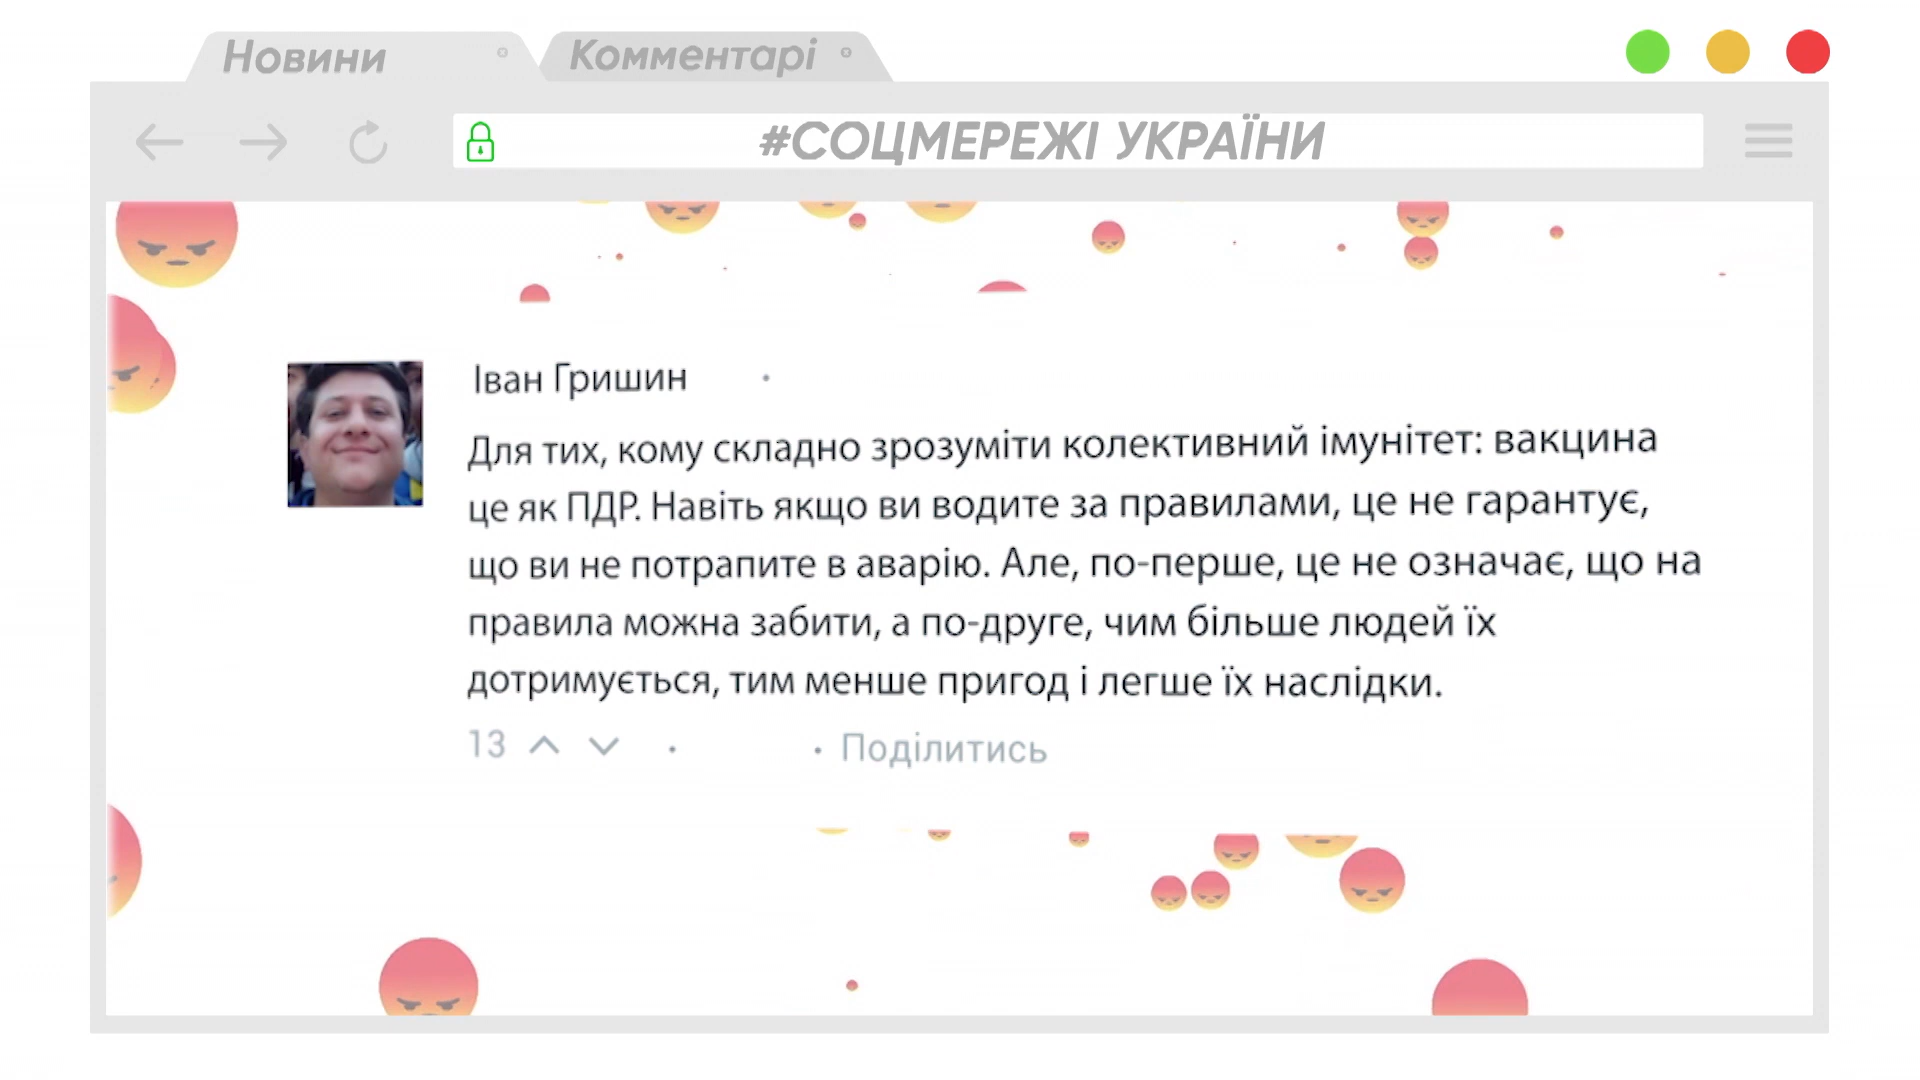 Новини
Комментарі
#СОЦМЕРЕЖІ УКРАЇНИ
Іван Гришин
Для тих, кому складно зрозуміти колективний імунітет: вакцина
це як ПДР. Навіть якщо ви водите за правилами, це не гарантує,
що ви не потрапите в аварію. Але, по-перше, це не означає, що на
правила можна забити, а по-друге, чим більше людей їх
дотримується, тим менше пригод і легше їх наслідки.
13
Поділитись